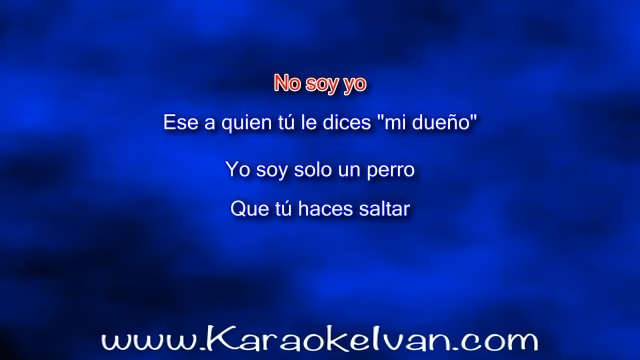 No soy yo
Ese a quien tú le dices "mi dueño"
Yo soy solo un perro
Que tú haces saltar
www.KaraokeIvan.com